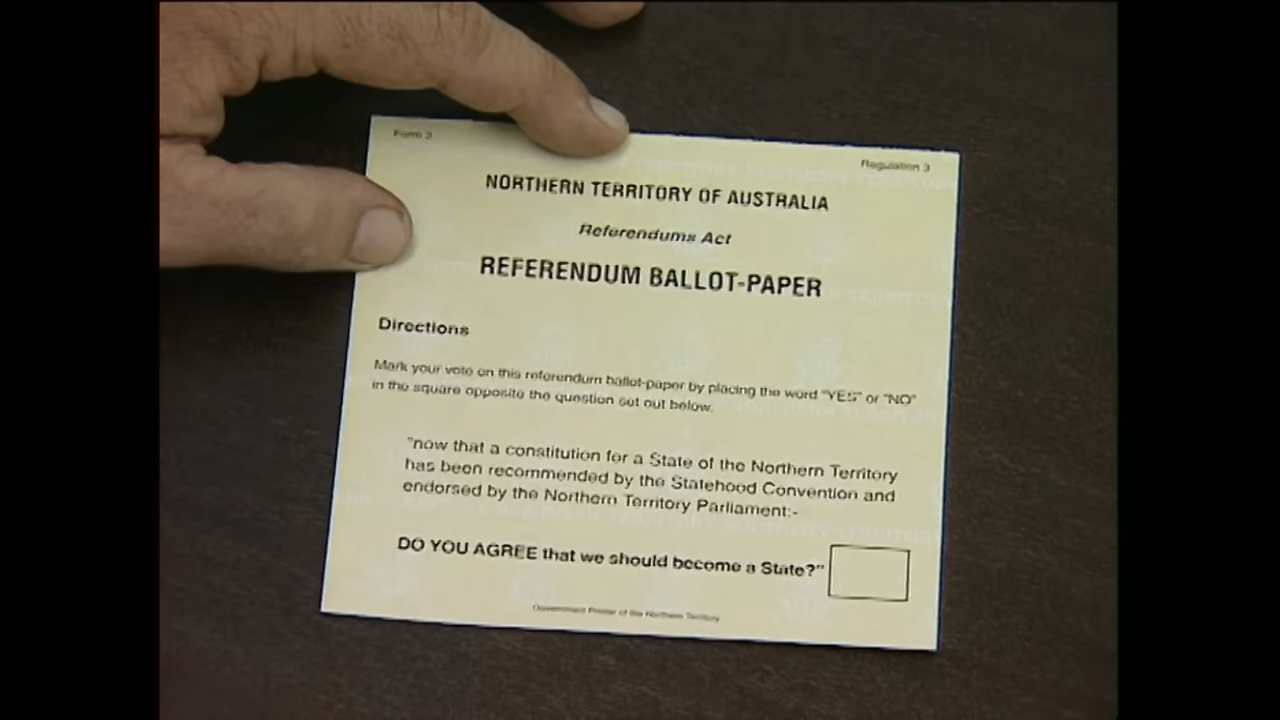 Form 2
Regulation 3
NORTHERN TERRITORY OF AUSTRALIA
Referendums Act
REFERENDUM BALLOT-PAPER
Directions
Mark your vote on this referendum ballot-paper by placing the word "YES" or "NO"
in the square opposite the question set out below.
"now that a constitution for a State of the Northern Territory
has been recommended by the Statehood Convention and
endorsed by the Northern Territory Parliament:-
DO YOU AGREE that we should become a State?"
Government Printer of the Northern Territory